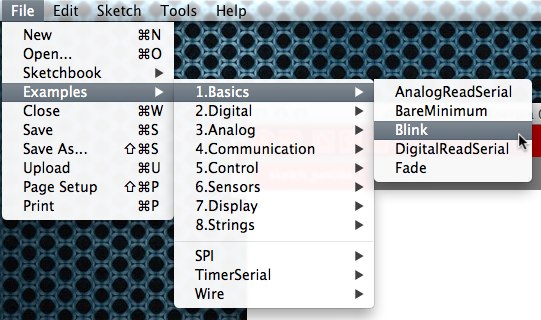 File Edit Sketch Tools Help
New ⌘N
Open... ⌘O
Sketchbook ▶
Examples ▶
Close ⌘W
Save ⌘S
Save As... ⇧⌘S
Upload ⌘U
Page Setup ⇧⌘P
Print ⌘P
1.Basics ▶
2.Digital ▶
3.Analog ▶
4.Communication ▶
5.Control ▶
6.Sensors ▶
7.Display ▶
8.Strings ▶
SPI ▶
TimerSerial ▶
Wire ▶
AnalogReadSerial
BareMinimum
Blink
DigitalReadSerial
Fade